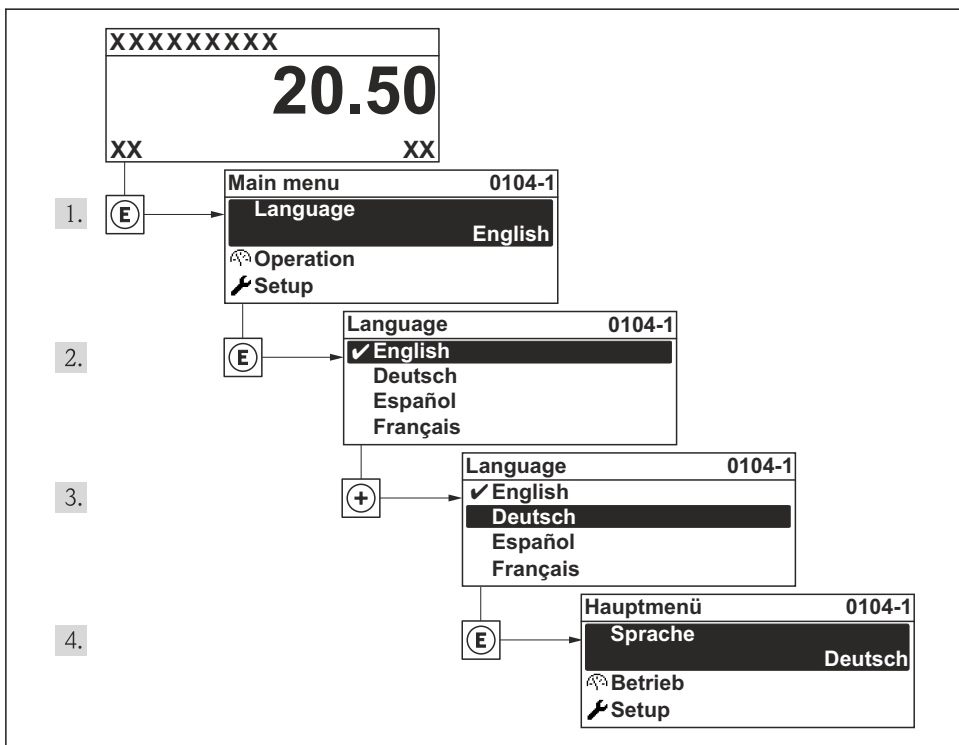 XXXXXXXXX
20.50
XX XX
1. E
Main menu 0104-1
Language
English
Operation
Setup
2. E
Language 0104-1
✔ English
Deutsch
Español
Français
3. +
Language 0104-1
✔ English
Deutsch
Español
Français
4. E
Hauptmenü 0104-1
Sprache
Deutsch
Betrieb
Setup